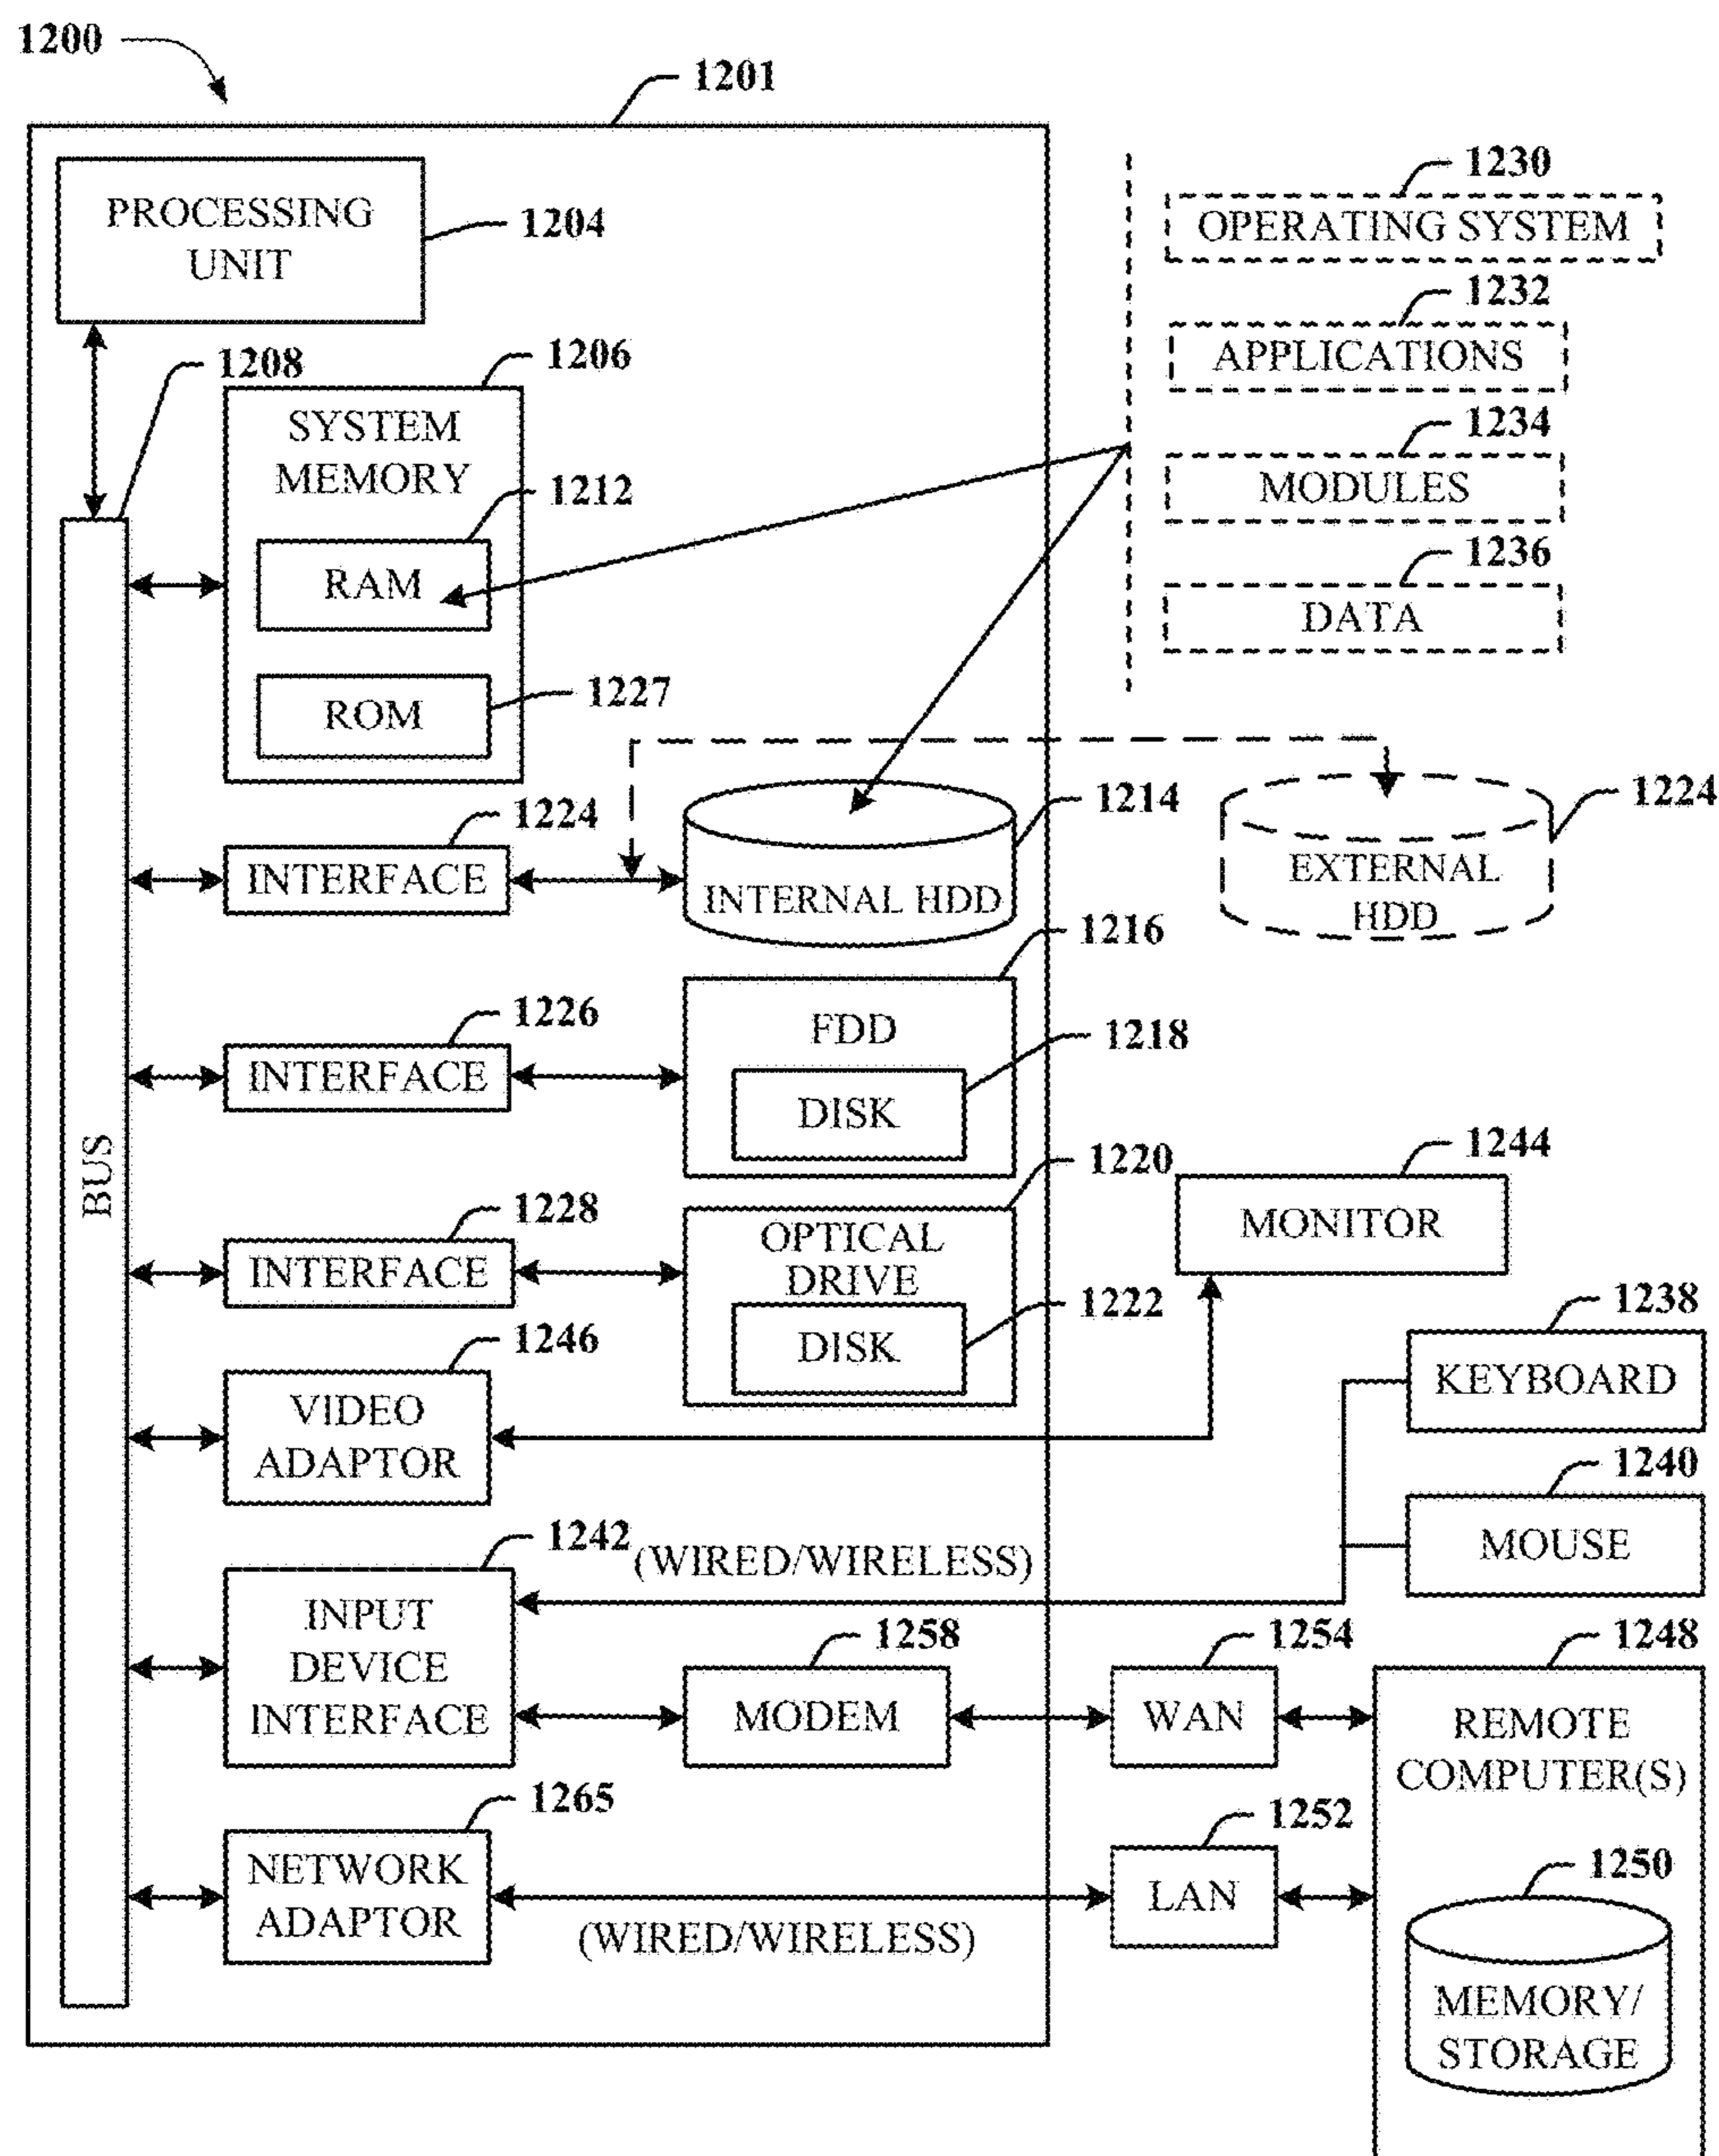 1200
1201
PROCESSING
UNIT
1204
1230
OPERATING SYSTEM
1232
APPLICATIONS
1234
MODULES
1236
DATA
1208
1206
SYSTEM
MEMORY
1212
RAM
1227
ROM
1224
INTERFACE
1214
INTERNAL HDD
1224
EXTERNAL
HDD
1216
FDD
1218
DISK
1226
INTERFACE
BUS
1220
OPTICAL
DRIVE
1222
DISK
1228
INTERFACE
1244
MONITOR
1246
VIDEO
ADAPTOR
1238
KEYBOARD
1240
MOUSE
1242
(WIRED/WIRELESS)
INPUT
DEVICE
INTERFACE
1258
MODEM
1254
WAN
1248
REMOTE
COMPUTER(S)
1265
NETWORK
ADAPTOR
(WIRED/WIRELESS)
1252
LAN
1250
MEMORY/
STORAGE